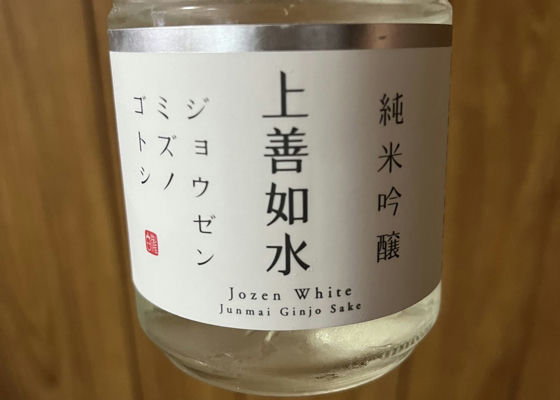 純米吟醸
上善如水
ジョウゼン
ミズノ
ゴトシ
Jozen White
Junmai Ginjo Sake